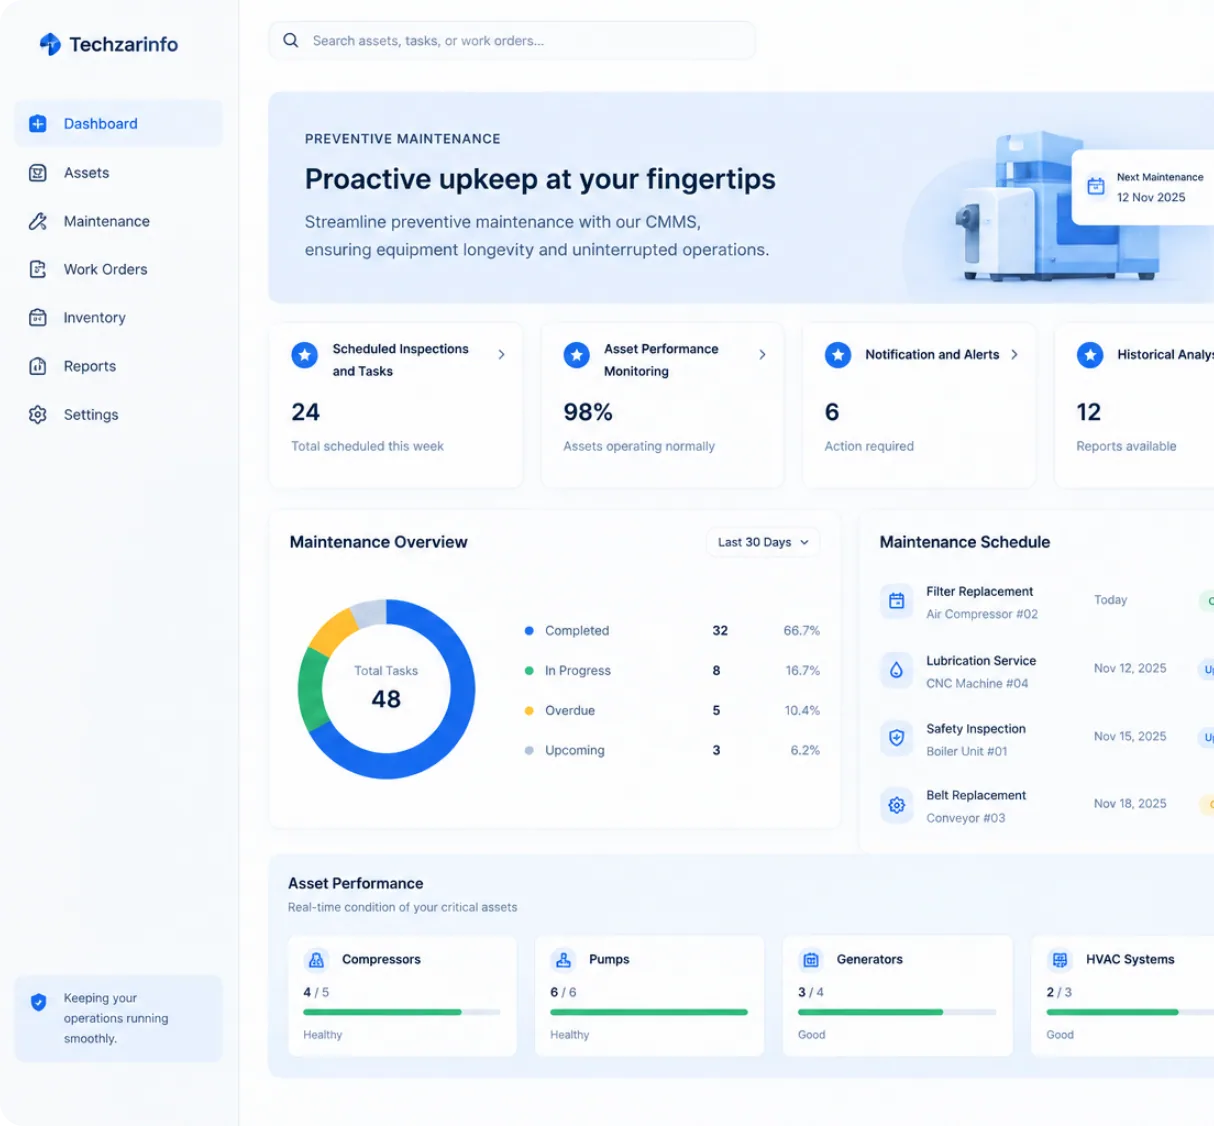 Techzarinfo
Search assets, tasks, or work orders...
Dashboard
Assets
Maintenance
Work Orders
Inventory
Reports
Settings
Keeping your
operations running
smoothly.
PREVENTIVE MAINTENANCE
Proactive upkeep at your fingertips
Streamline preventive maintenance with our CMMS,
ensuring equipment longevity and uninterrupted operations.
Next Maintenance
12 Nov 2025
Scheduled Inspections
and Tasks
24
Total scheduled this week
Asset Performance
Monitoring
98%
Assets operating normally
Notification and Alerts
6
Action required
Historical Analys
12
Reports available
Maintenance Overview
Last 30 Days
Total Tasks
48
Completed 32 66.7%
In Progress 8 16.7%
Overdue 5 10.4%
Upcoming 3 6.2%
Maintenance Schedule
Filter Replacement
Air Compressor #02
Today
Lubrication Service
CNC Machine #04
Nov 12, 2025
Safety Inspection
Boiler Unit #01
Nov 15, 2025
Belt Replacement
Conveyor #03
Nov 18, 2025
Asset Performance
Real-time condition of your critical assets
Compressors
4 / 5
Healthy
Pumps
6 / 6
Healthy
Generators
3 / 4
Good
HVAC Systems
2 / 3
Good